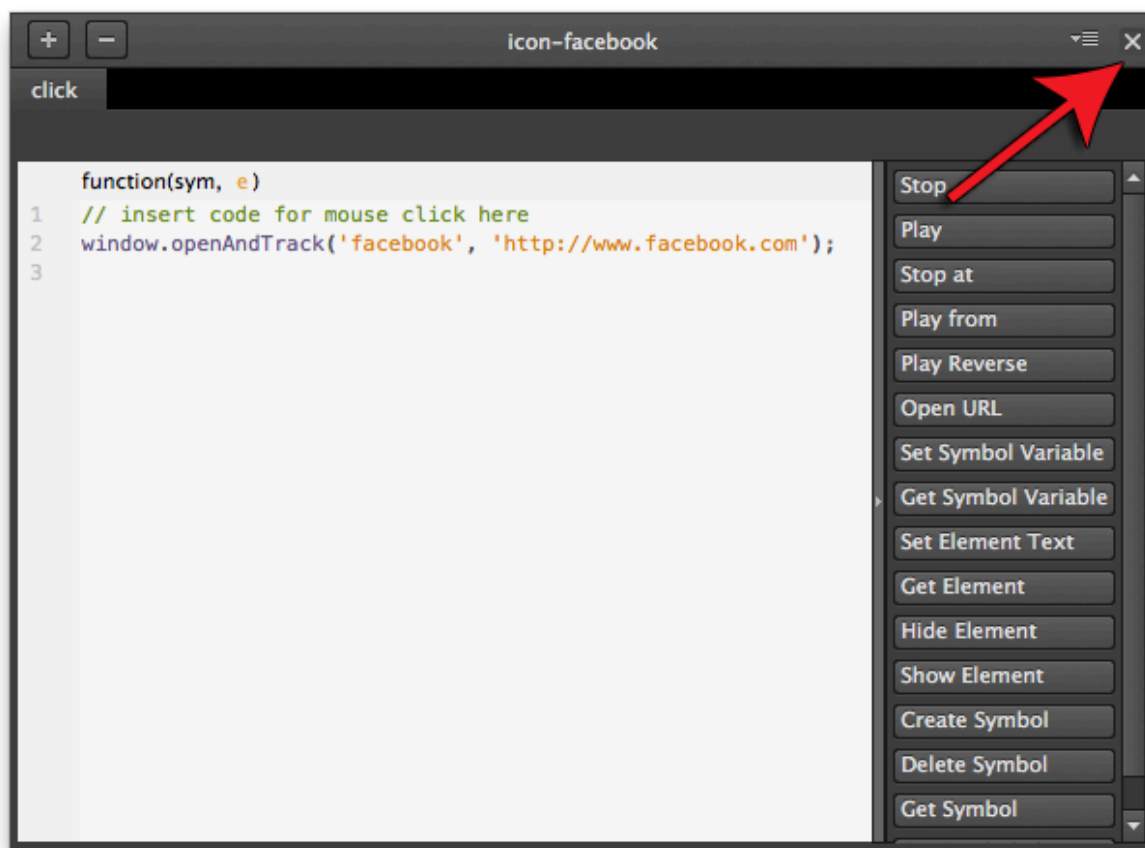 + − icon-facebook ×
click
function(sym, e)
1 // insert code for mouse click here
2 window.openAndTrack('facebook', 'http://www.facebook.com');
3
Stop
Play
Stop at
Play from
Play Reverse
Open URL
Set Symbol Variable
Get Symbol Variable
Set Element Text
Get Element
Hide Element
Show Element
Create Symbol
Delete Symbol
Get Symbol